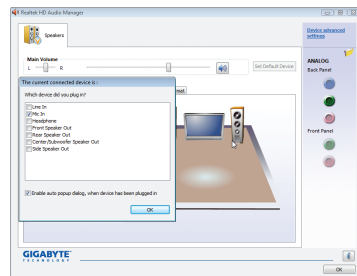 Realtek HD Audio Manager
Speakers
Device advanced
settings
Main Volume
L
R
Set Default Device
ANALOG
Back Panel
The current connected device is :
Which device did you plug in?
Line In
Mic In
Headphone
Front Speaker Out
Rear Speaker Out
Center/Subwoofer Speaker Out
Side Speaker Out
Front Panel
Enable auto popup dialog, when device has been plugged in
OK
GIGABYTE
TECHNOLOGY
OK